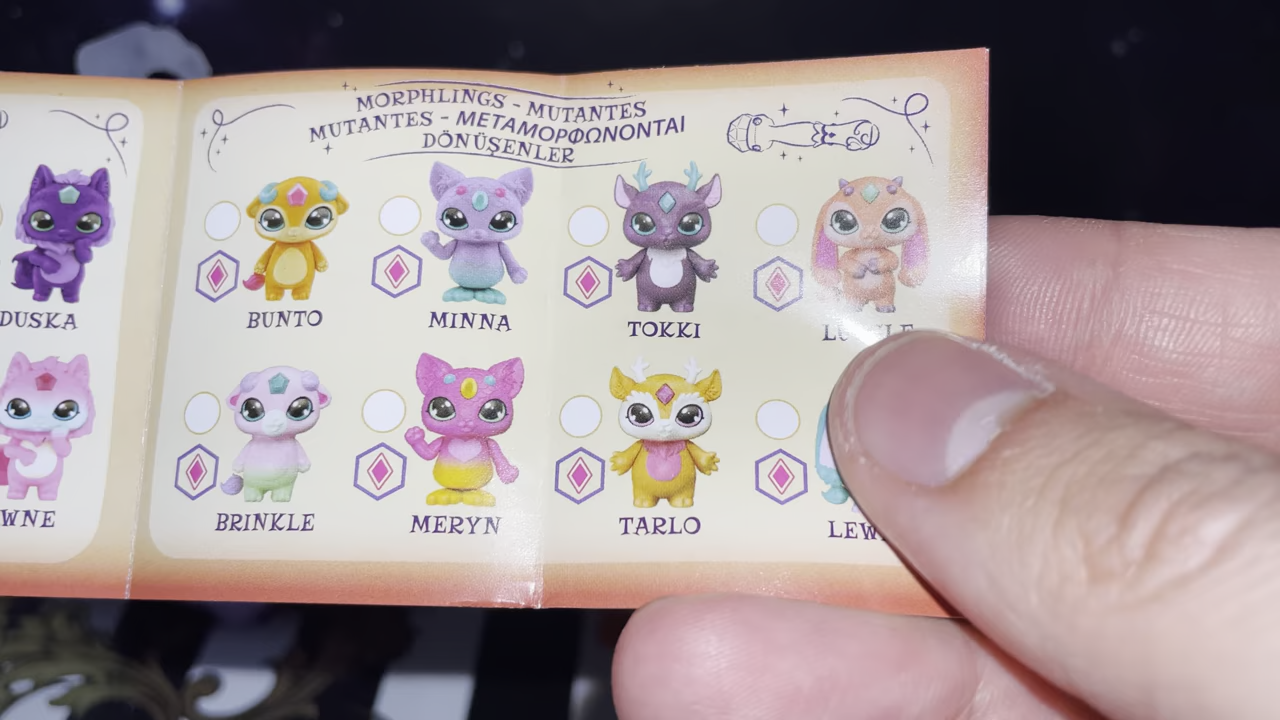 MORPHLINGS - MUTANTES
MUTANTES - ΜΕΤΑΜΟΡΦΩΝΟΝΤΑΙ
DÖNÜŞENLER
DUSKA
BUNTO
MINNA
TOKKI
BRINKLE
MERYN
TARLO